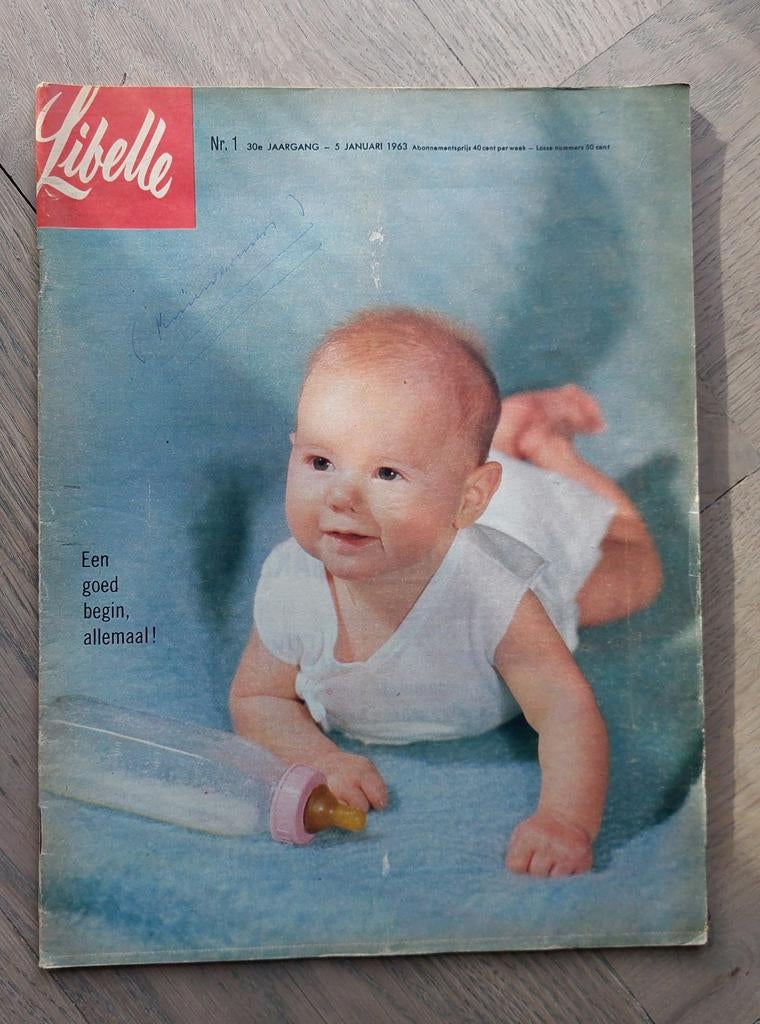 Libelle
Nr. 1 30e JAARGANG – 5 JANUARI 1963 Abonnementsprijs 40 cent per week – Losse nummers 50 cent
Een
goed
begin,
allemaal!